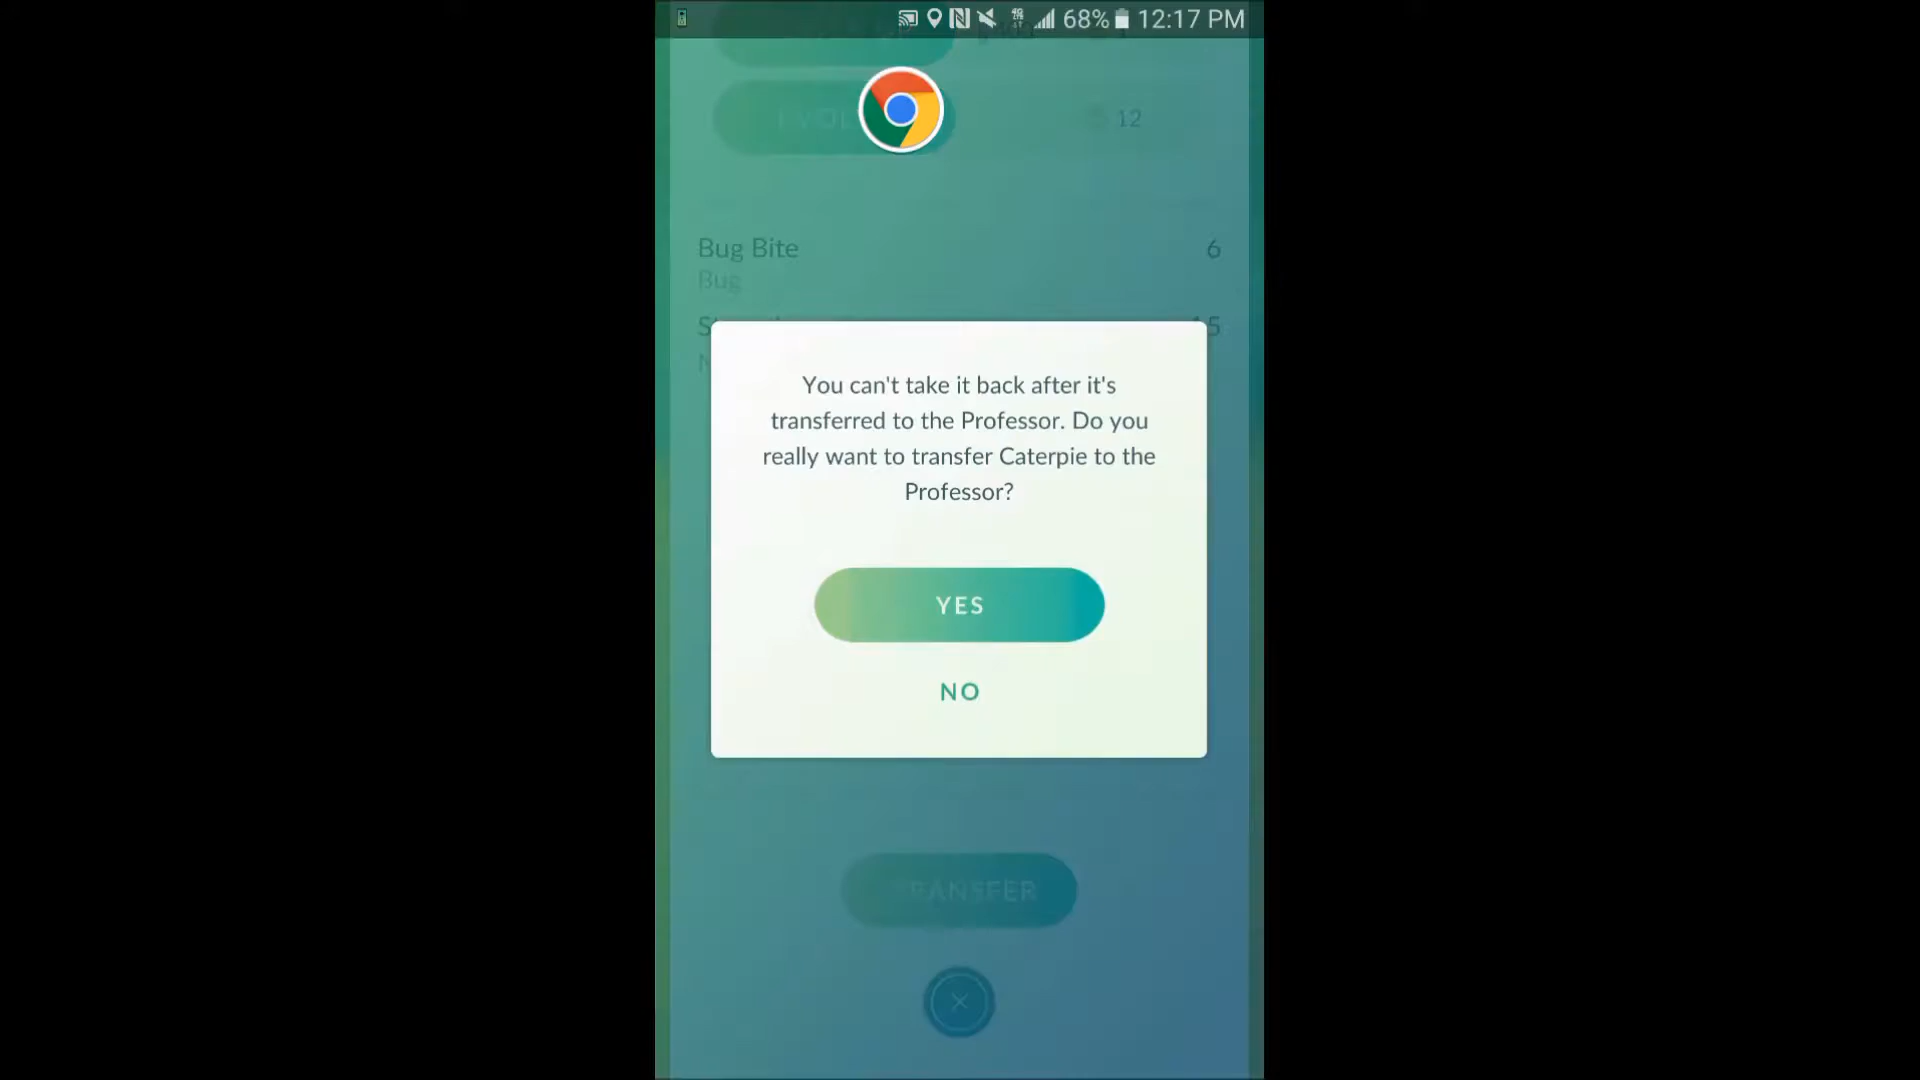 68% 12:17 PM
12
Bug Bite 6
Bug
You can't take it back after it's
transferred to the Professor. Do you
really want to transfer Caterpie to the
Professor?
YES
NO
TRANSFER